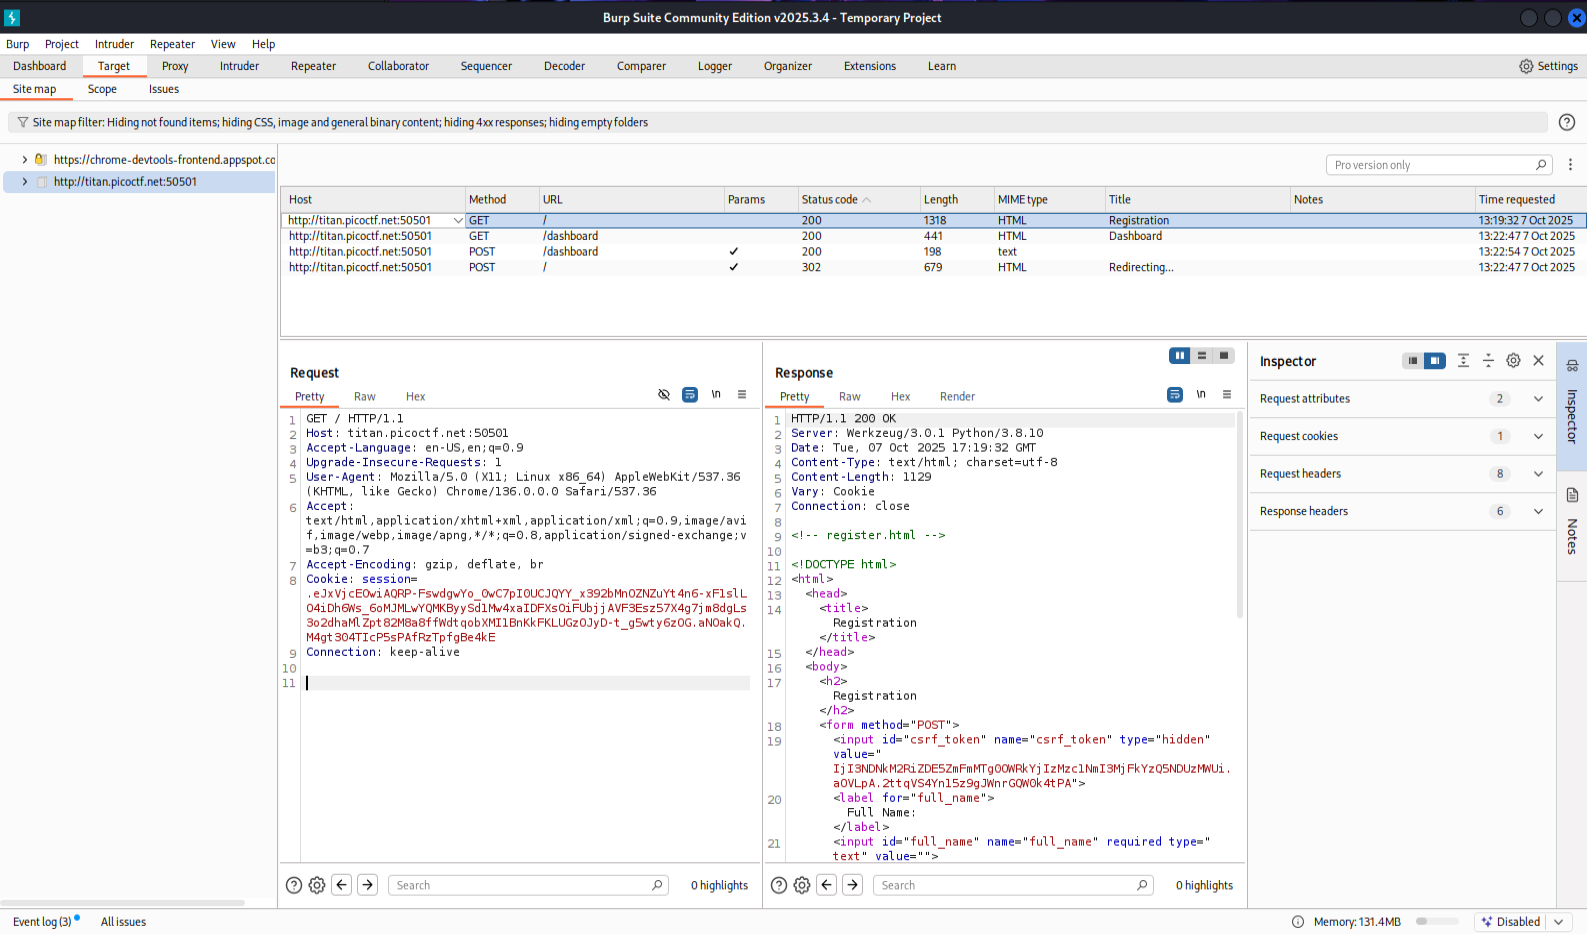 Burp Suite Community Edition v2025.3.4 - Temporary Project
Burp Project Intruder Repeater View Help
Dashboard Target Proxy Intruder Repeater Collaborator Sequencer Decoder Comparer Logger Organizer Extensions Learn Settings
Site map Scope Issues
Site map filter: Hiding not found items; hiding CSS, image and general binary content; hiding 4xx responses; hiding empty folders
https://chrome-devtools-frontend.appspot.co
http://titan.picoctf.net:50501
Pro version only
Host Method URL Params Status code Length MIME type Title Notes Time requested
http://titan.picoctf.net:50501 GET / 200 1318 HTML Registration 13:19:32 7 Oct 2025
http://titan.picoctf.net:50501 GET /dashboard 200 441 HTML Dashboard 13:22:47 7 Oct 2025
http://titan.picoctf.net:50501 POST /dashboard ✓ 200 198 text 13:22:54 7 Oct 2025
http://titan.picoctf.net:50501 POST / ✓ 302 679 HTML Redirecting... 13:22:47 7 Oct 2025
Request
Pretty Raw Hex \n
1 GET / HTTP/1.1
2 Host: titan.picoctf.net:50501
3 Accept-Language: en-US,en;q=0.9
4 Upgrade-Insecure-Requests: 1
5 User-Agent: Mozilla/5.0 (X11; Linux x86_64) AppleWebKit/537.36
(KHTML, like Gecko) Chrome/136.0.0.0 Safari/537.36
6 Accept:
text/html,application/xhtml+xml,application/xml;q=0.9,image/avi
f,image/webp,image/apng,*/*;q=0.8,application/signed-exchange;v
=b3;q=0.7
7 Accept-Encoding: gzip, deflate, br
8 Cookie: session=
9 Connection: keep-alive
10
11
Search 0 highlights
Response
Pretty Raw Hex Render \n
1 HTTP/1.1 200 OK
2 Server: Werkzeug/3.0.1 Python/3.8.10
3 Date: Tue, 07 Oct 2025 17:19:32 GMT
4 Content-Type: text/html; charset=utf-8
5 Content-Length: 1129
6 Vary: Cookie
7 Connection: close
8
9 <!-- register.html -->
10
11 <!DOCTYPE html>
12 <html>
13 <head>
14 <title>
Registration
</title>
15 </head>
16 <body>
17 <h2>
Registration
</h2>
18 <form method="POST">
19 <input id="csrf_token" name="csrf_token" type="hidden"
value="
20 <label for="full_name">
Full Name:
</label>
21 <input id="full_name" name="full_name" required type="
text" value="">
Search 0 highlights
Inspector
Request attributes 2
Request cookies 1
Request headers 8
Response headers 6
Inspector
Notes
Event log (3) All issues
Memory: 131.4MB Disabled